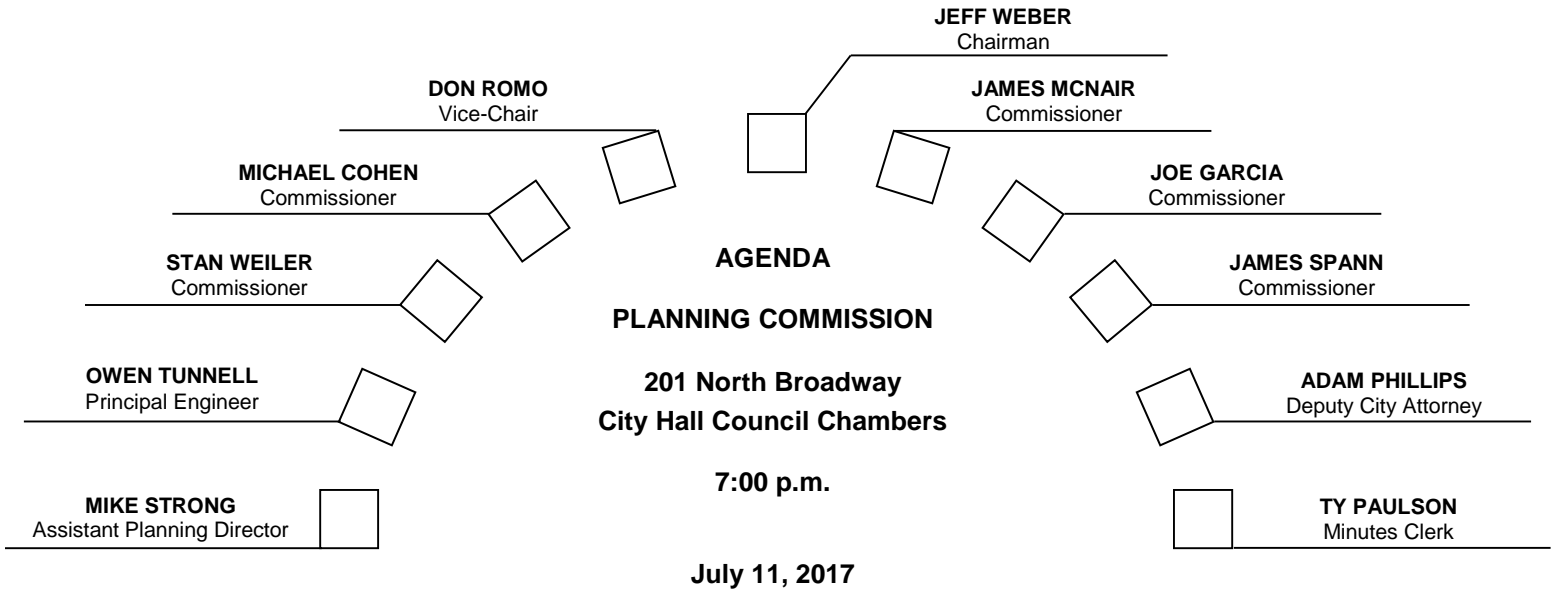 JEFF WEBER
Chairman
DON ROMO
Vice-Chair
JAMES MCNAIR
Commissioner
MICHAEL COHEN
Commissioner
JOE GARCIA
Commissioner
STAN WEILER
Commissioner
JAMES SPANN
Commissioner
OWEN TUNNELL
Principal Engineer
ADAM PHILLIPS
Deputy City Attorney
MIKE STRONG
Assistant Planning Director
TY PAULSON
Minutes Clerk
AGENDA
PLANNING COMMISSION
201 North Broadway
City Hall Council Chambers
7:00 p.m.
July 11, 2017